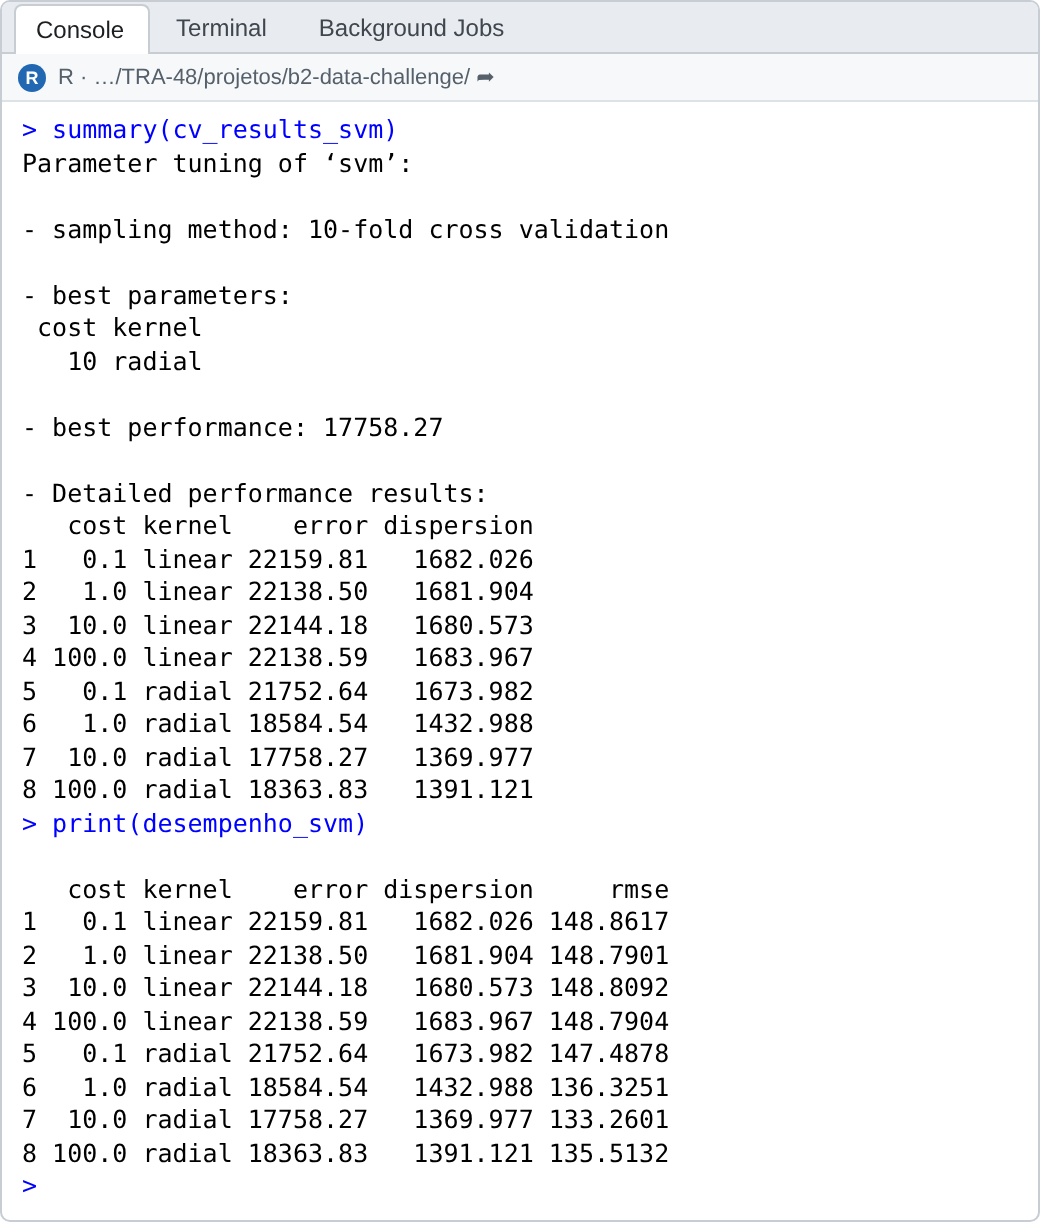 Console Terminal Background Jobs
R R · …/TRA-48/projetos/b2-data-challenge/ ➦
> summary(cv_results_svm)
Parameter tuning of ‘svm’:

- sampling method: 10-fold cross validation

- best parameters:
 cost kernel
   10 radial

- best performance: 17758.27

- Detailed performance results:
   cost kernel    error dispersion
1   0.1 linear 22159.81   1682.026
2   1.0 linear 22138.50   1681.904
3  10.0 linear 22144.18   1680.573
4 100.0 linear 22138.59   1683.967
5   0.1 radial 21752.64   1673.982
6   1.0 radial 18584.54   1432.988
7  10.0 radial 17758.27   1369.977
8 100.0 radial 18363.83   1391.121
> print(desempenho_svm)

   cost kernel    error dispersion     rmse
1   0.1 linear 22159.81   1682.026 148.8617
2   1.0 linear 22138.50   1681.904 148.7901
3  10.0 linear 22144.18   1680.573 148.8092
4 100.0 linear 22138.59   1683.967 148.7904
5   0.1 radial 21752.64   1673.982 147.4878
6   1.0 radial 18584.54   1432.988 136.3251
7  10.0 radial 17758.27   1369.977 133.2601
8 100.0 radial 18363.83   1391.121 135.5132
>